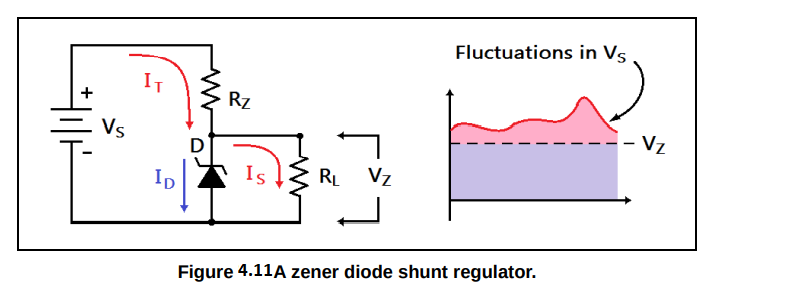 Fluctuations in VS
IT
+
RZ
VS
-
D
ID
IS
RL
VZ
VZ
Figure 4.11A zener diode shunt regulator.